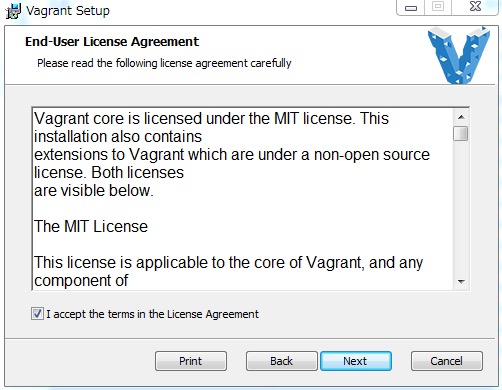 Vagrant Setup
End-User License Agreement
Please read the following license agreement carefully
Vagrant core is licensed under the MIT license. This
installation also contains
extensions to Vagrant which are under a non-open source
license. Both licenses
are visible below.
The MIT License
This license is applicable to the core of Vagrant, and any
component of
I accept the terms in the License Agreement
Print
Back
Next
Cancel